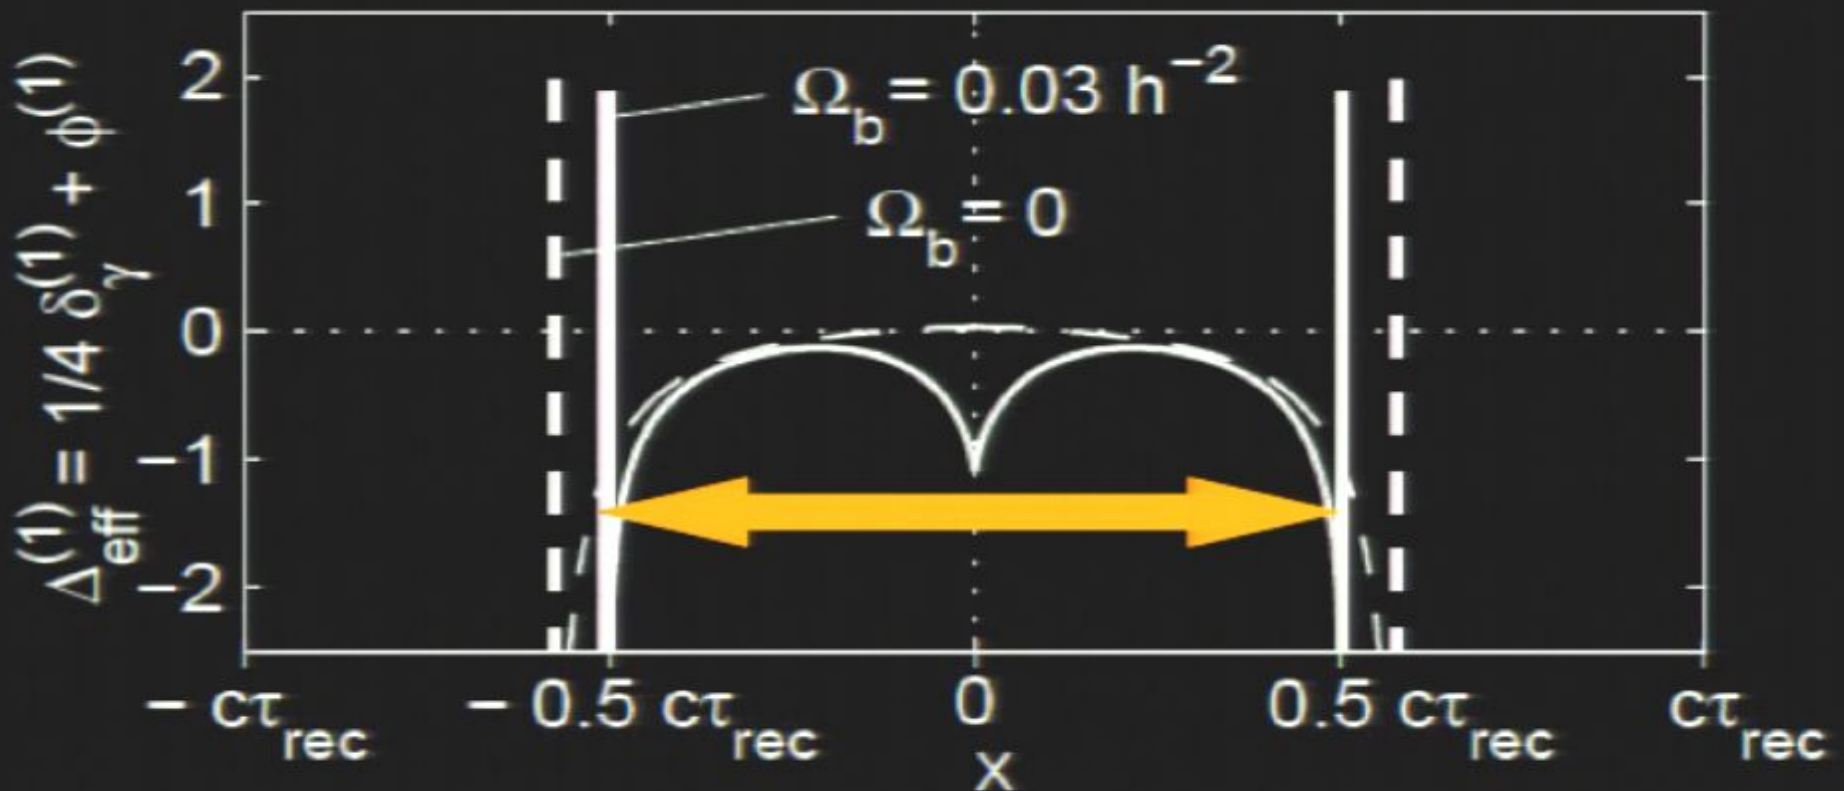 Δ_eff^(1) = 1/4 δ_γ^(1) + ϕ^(1)
2
1
0
−1
−2
Ω_b = 0.03 h^−2
Ω_b = 0
− cτ_rec
− 0.5 cτ_rec
0
0.5 cτ_rec
cτ_rec
x